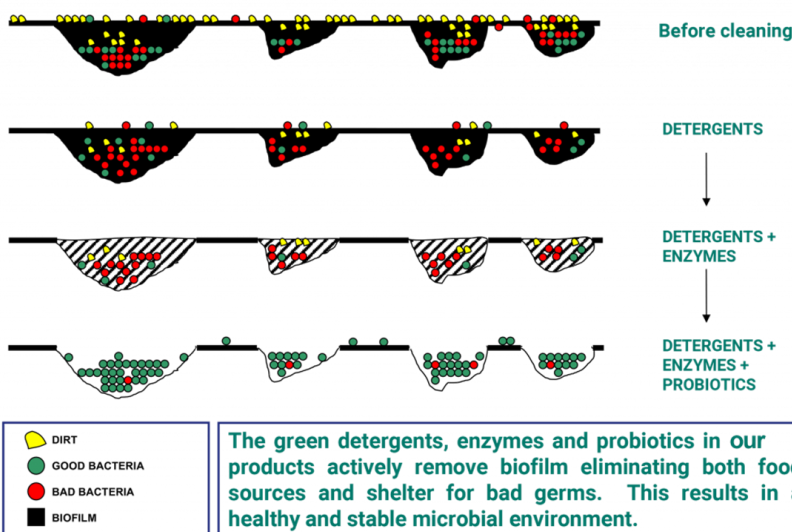 Before cleaning
DETERGENTS
DETERGENTS +
ENZYMES
DETERGENTS +
ENZYMES +
PROBIOTICS
DIRT
GOOD BACTERIA
BAD BACTERIA
BIOFILM
The green detergents, enzymes and probiotics in our
products actively remove biofilm eliminating both
sources and shelter for bad germs. This results in
healthy and stable microbial environment.